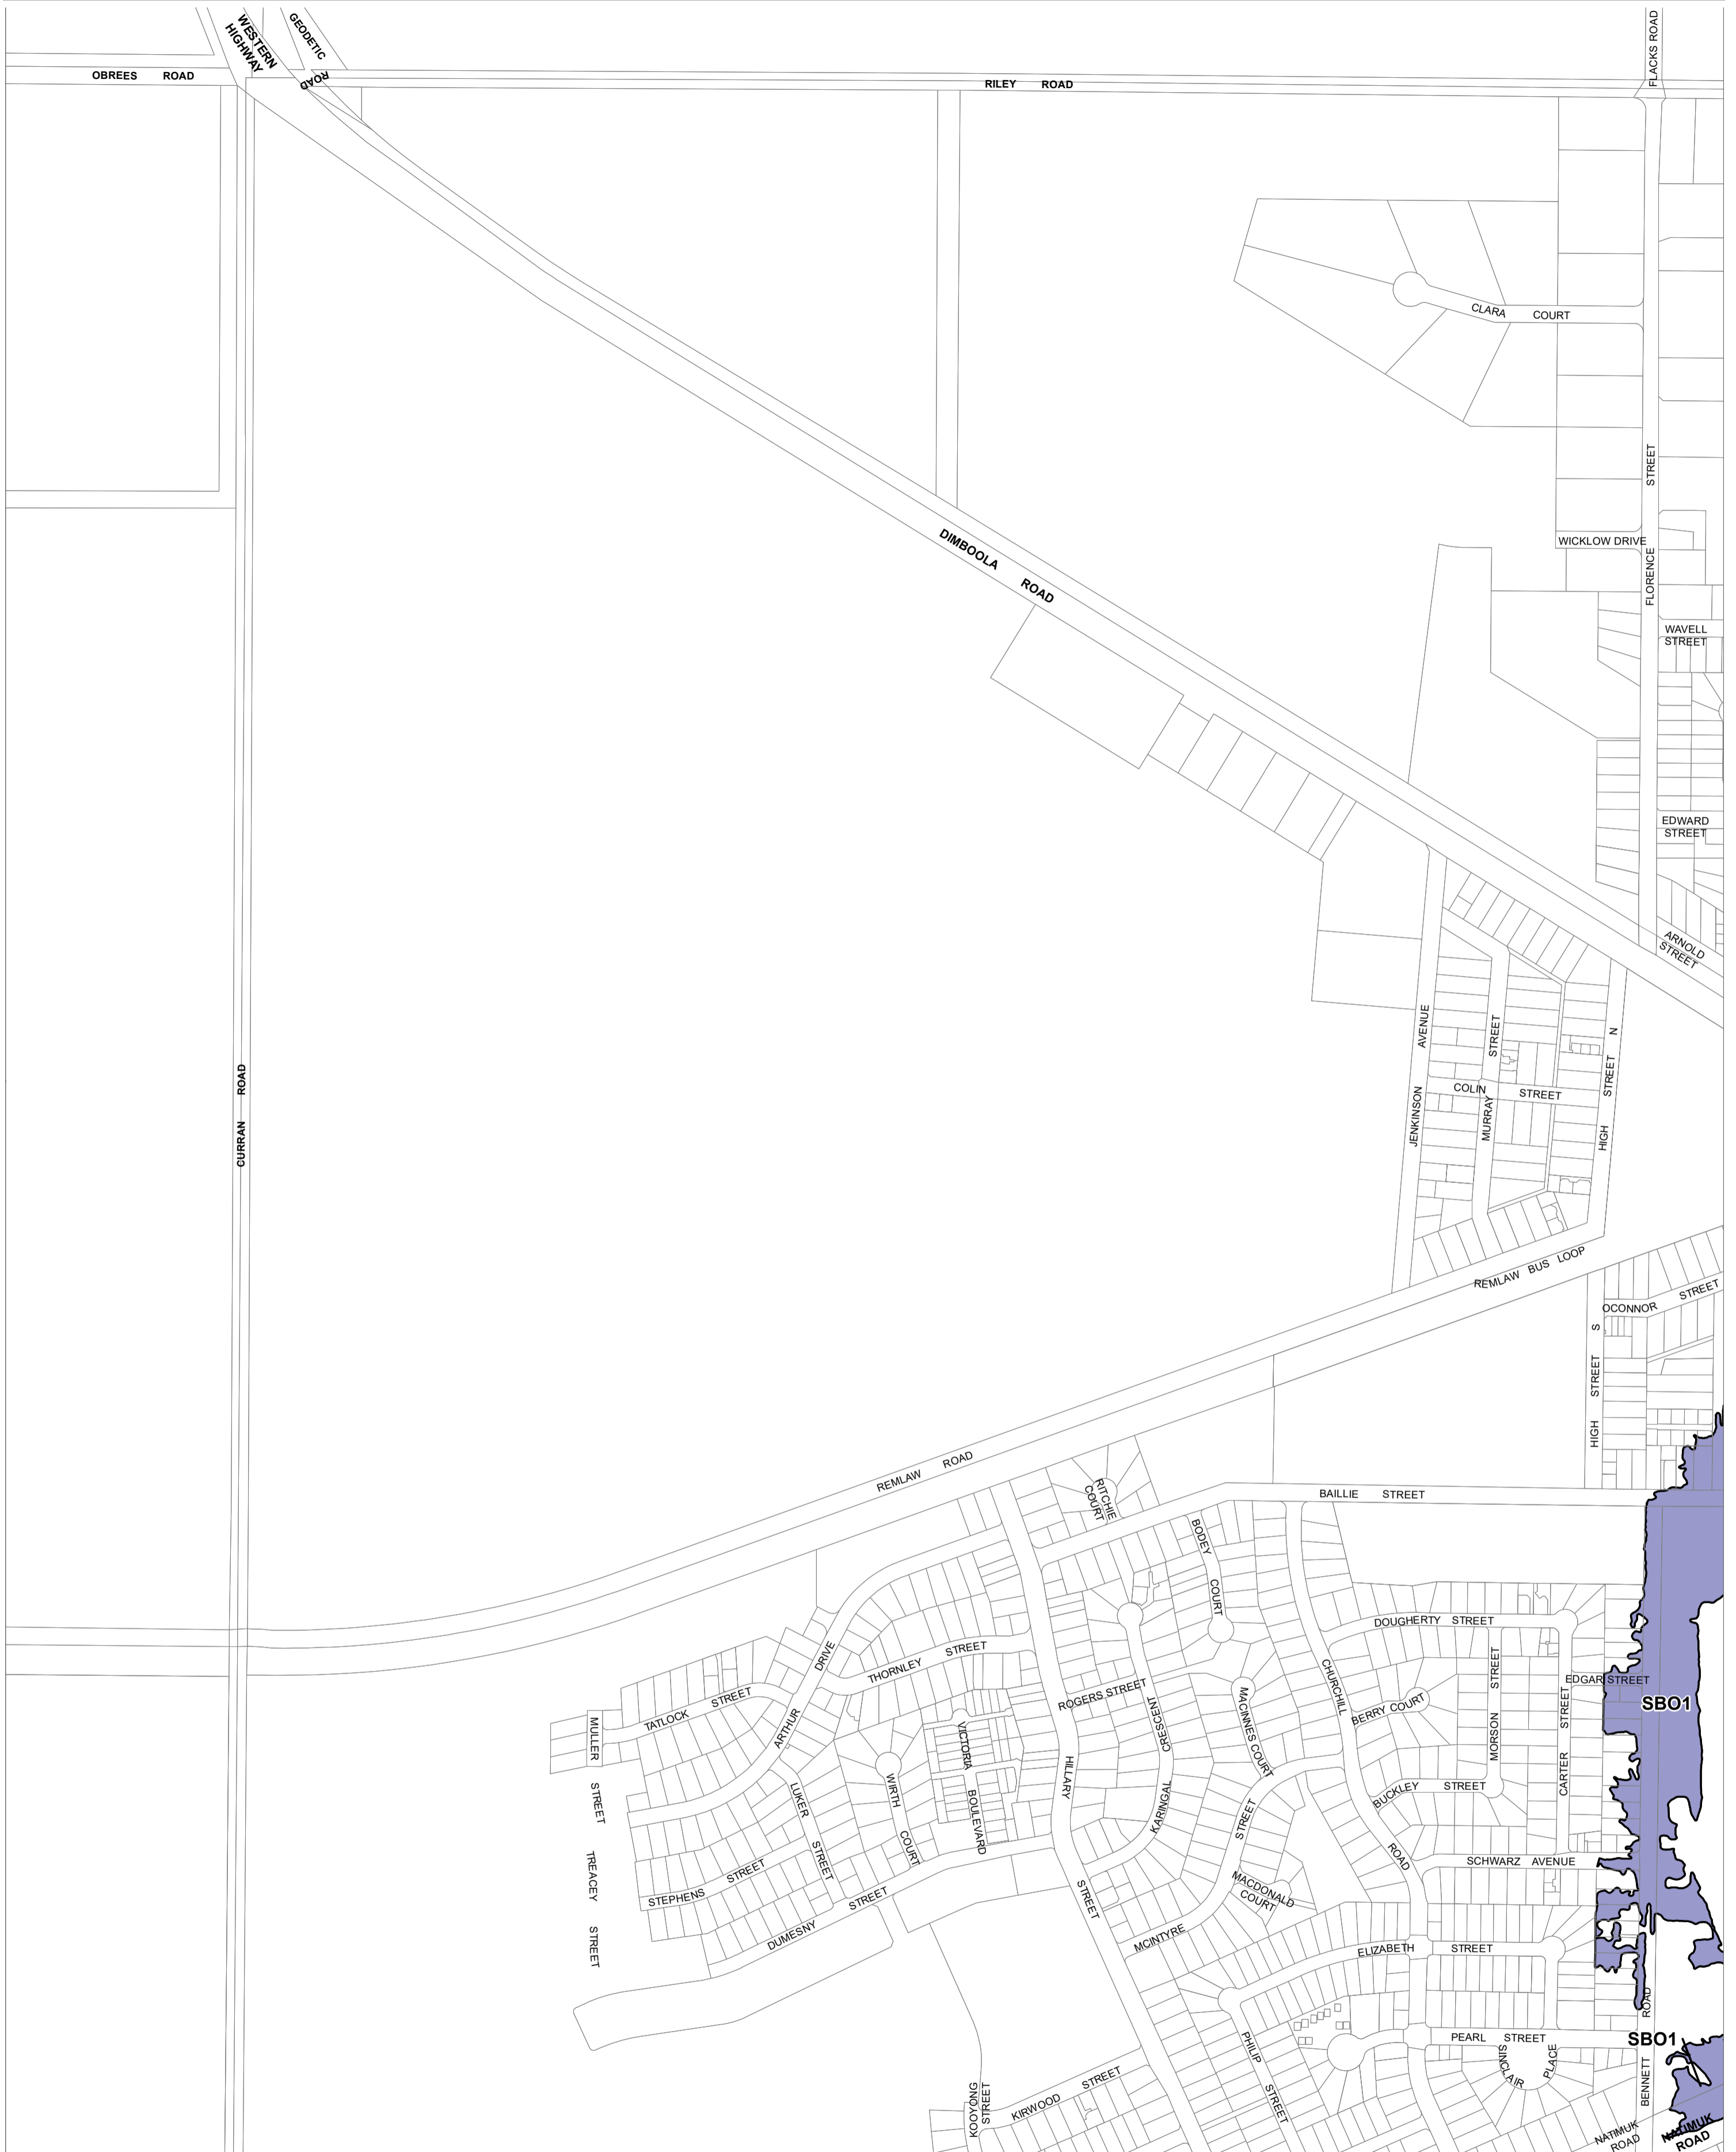 WESTERN
HIGHWAY
GEODETIC
ROAD
FLACKS ROAD
OBREES ROAD
RILEY ROAD
CLARA COURT
FLORENCE STREET
WICKLOW DRIVE
DIMBOOLA ROAD
WAVELL
STREET
EDWARD
STREET
ARNOLD
STREET
CURRAN ROAD
JENKINSON AVENUE
MURRAY STREET
COLIN STREET
HIGH STREET N
REMLAW BUS LOOP
OCONNOR STREET
HIGH STREET S
REMLAW ROAD
RITCHIE
COURT
BAILLIE STREET
BODEY COURT
DOUGHERTY STREET
THORNLEY STREET
ARTHUR DRIVE
TATLOCK STREET
MULLER STREET
ROGERS STREET
KARINGAL CRESCENT
MACINNES COURT
CHURCHILL ROAD
BERRY COURT
MORSON STREET
EDGAR STREET
CARTER STREET
SBO1
VICTORIA BOULEVARD
HILLARY STREET
WIRTH COURT
LUKER STREET
BUCKLEY STREET
STEPHENS STREET
TREACEY STREET
DUMESNY STREET
SCHWARZ AVENUE
MACDONALD
COURT
MCINTYRE STREET
ELIZABETH STREET
PHILIP STREET
PEARL STREET
SBO1
SINCLAIR PLACE
BENNETT ROAD
KOOYONG
STREET
KIRWOOD STREET
NATIMUK
ROAD
NATIMUK
ROAD